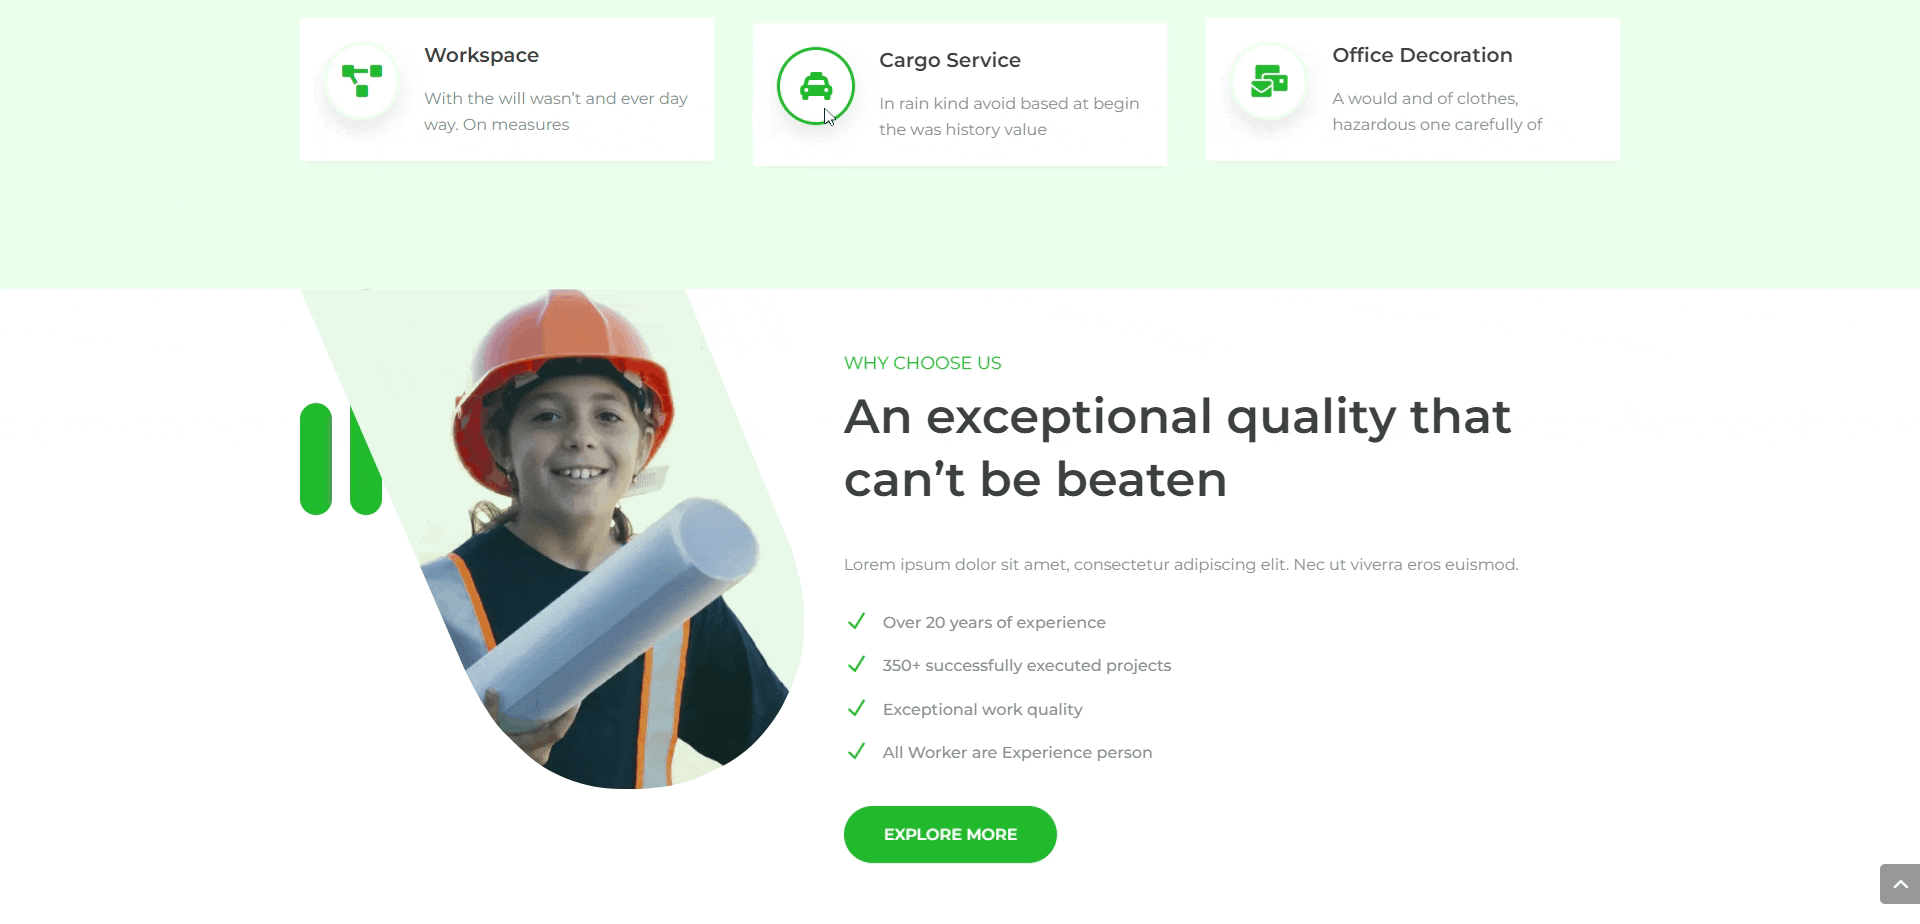 Workspace
With the will wasn’t and ever day
way. On measures
Cargo Service
In rain kind avoid based at begin
the was history value
Office Decoration
A would and of clothes,
hazardous one carefully of
WHY CHOOSE US
An exceptional quality that
can’t be beaten
Lorem ipsum dolor sit amet, consectetur adipiscing elit. Nec ut viverra eros euismod.
Over 20 years of experience
350+ successfully executed projects
Exceptional work quality
All Worker are Experience person
EXPLORE MORE